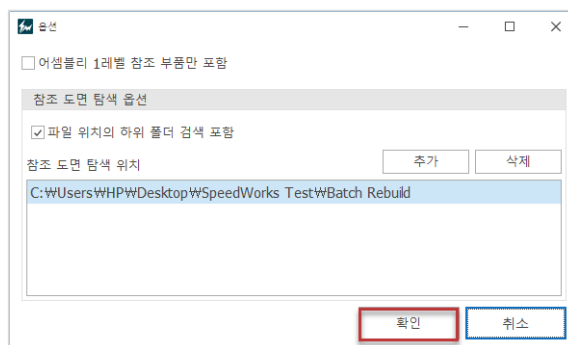 옵션
어셈블리 1레벨 참조 부품만 포함
참조 도면 탐색 옵션
파일 위치의 하위 폴더 검색 포함
참조 도면 탐색 위치 추가 삭제
C:₩Users₩HP₩Desktop₩SpeedWorks Test₩Batch Rebuild
확인 취소